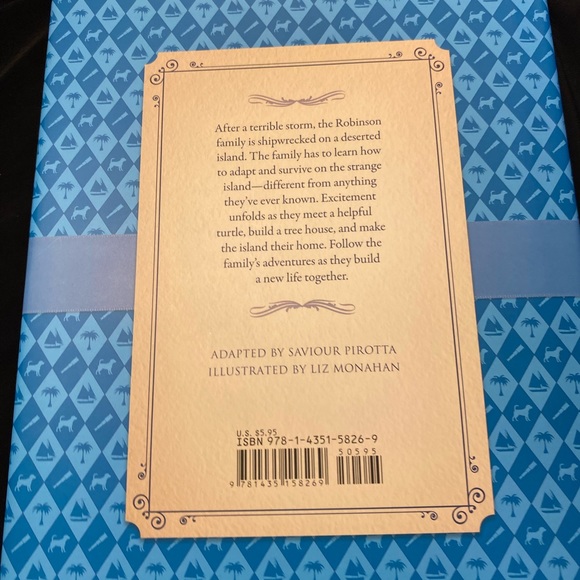 After a terrible storm, the Robinson
family is shipwrecked on a deserted
island. The family has to learn how
to adapt and survive on the strange
island—different from anything
they've ever known. Excitement
unfolds as they meet a helpful
turtle, build a tree house, and make
the island their home. Follow the
family's adventures as they build
a new life together.
ADAPTED BY SAVIOUR PIROTTA
ILLUSTRATED BY LIZ MONAHAN
U.S. $5.95
ISBN 978-1-4351-5826-9
50595
9 781435 158269